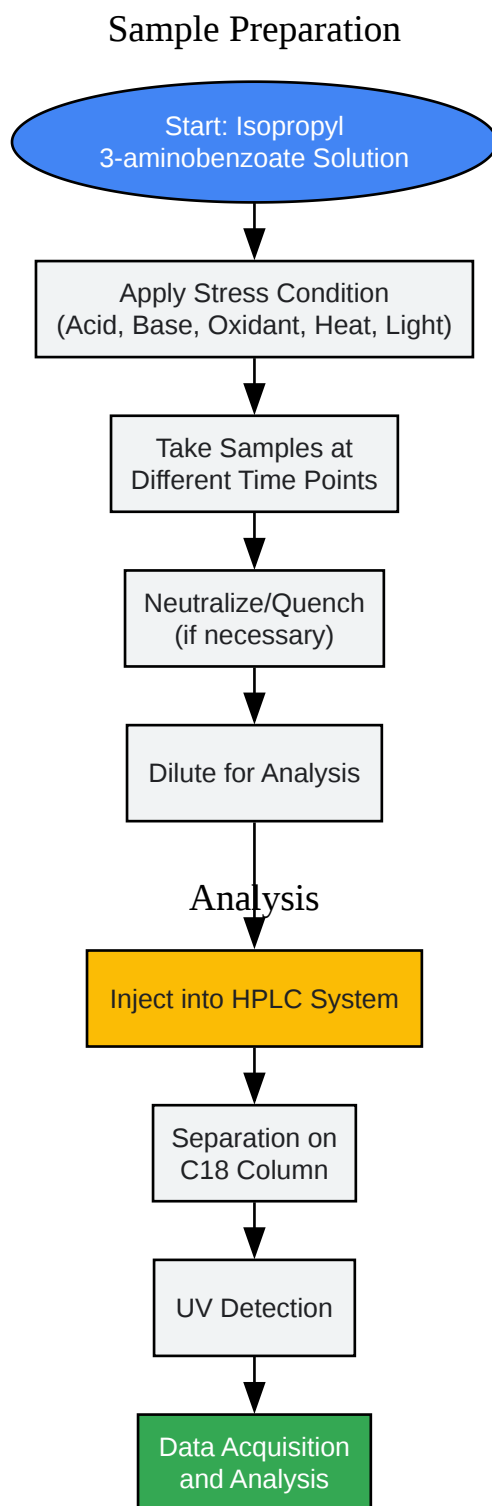 Sample Preparation
Start: Isopropyl
3-aminobenzoate Solution
Apply Stress Condition
(Acid, Base, Oxidant, Heat, Light)
Take Samples at
Different Time Points
Neutralize/Quench
(if necessary)
Dilute for Analysis
Analysis
Inject into HPLC System
Separation on
C18 Column
UV Detection
Data Acquisition
and Analysis